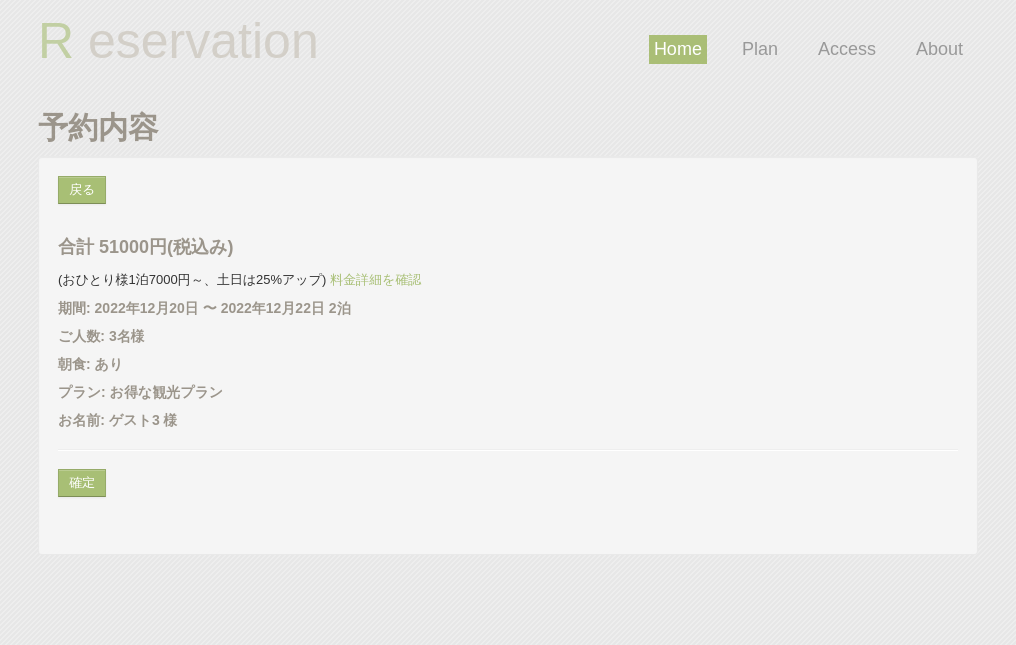 R eservation
Home Plan Access About
予約内容
戻る
合計 51000円(税込み)
(おひとり様1泊7000円～、土日は25%アップ) 料金詳細を確認
期間: 2022年12月20日 〜 2022年12月22日 2泊
ご人数: 3名様
朝食: あり
プラン: お得な観光プラン
お名前: ゲスト3 様
確定